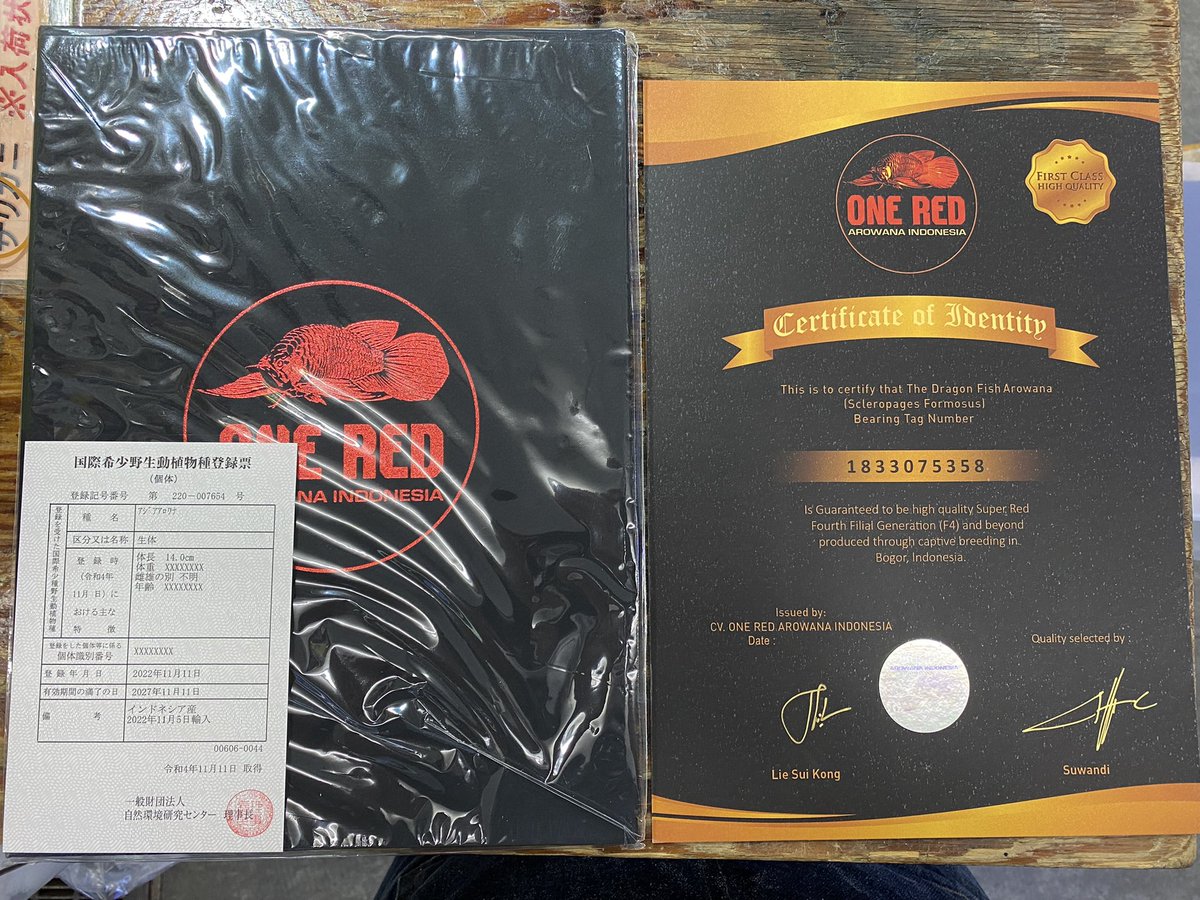 ※入荷状
ザリガニ
ONE RED
AROWANA INDONESIA
国際希少野生動植物種登録票
(個体)
登録記号番号 第 220-007654 号
登録を受けた国際希少野生動植物種
種 名 アジアアロワナ
区分又は名称 生体
登 録 時 体長 14.0cm
(令和4年 体重 XXXXXXXX
11月 日)に 雌雄の別 不明
おける主な 年齢 XXXXXXXX
特 徴
登録をした個体等に係る
個体識別番号 XXXXXXXX
登 録 年 月 日 2022年11月11日
有効期間の満了の日 2027年11月11日
備 考 インドネシア産
2022年11月5日輸入
00606-0044
令和4年11月11日 取得
一般財団法人
自然環境研究センター 理事長
ONE RED
AROWANA INDONESIA
FIRST CLASS
HIGH QUALITY
Certificate of Identity
This is to certify that The Dragon Fish Arowana
(Scleropages Formosus)
Bearing Tag Number
1833075358
Is Guaranteed to be high quality Super Red
Fourth Filial Generation (F4) and beyond
produced through captive breeding in.
Bogor, Indonesia.
Issued by:
CV. ONE RED AROWANA INDONESIA
Date :
Quality selected by :
AROWANA INDONESIA
Lie Sui Kong
Suwandi